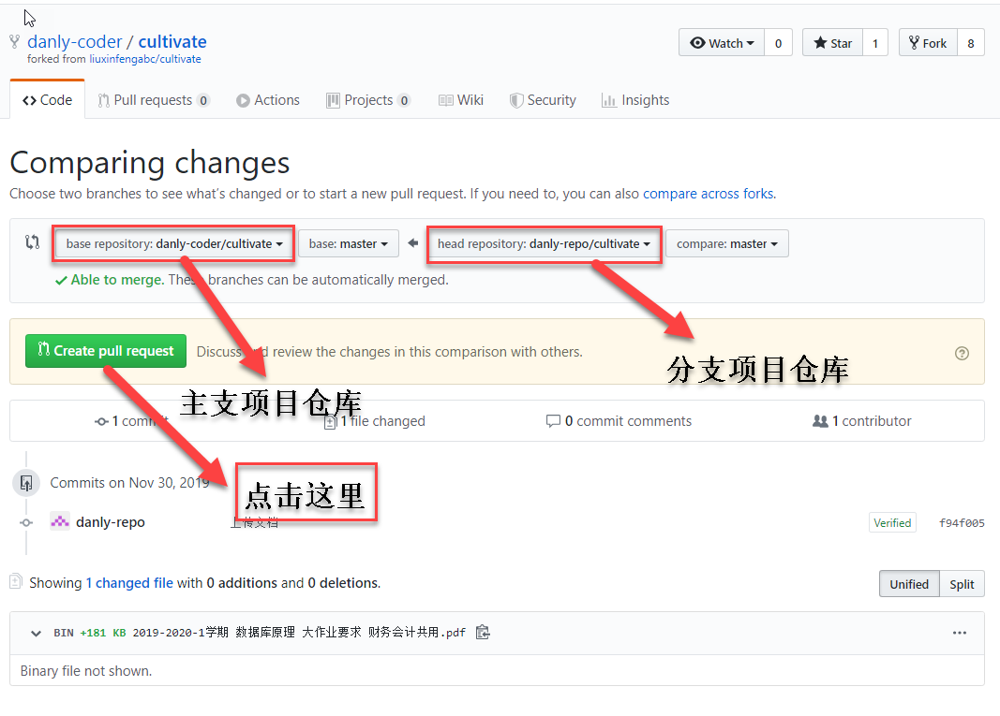 danly-coder / cultivate
forked from liuxinfengabc/cultivate
Watch 0 Star 1 Fork 8
Code Pull requests 0 Actions Projects 0 Wiki Security Insights
Comparing changes
Choose two branches to see what's changed or to start a new pull request. If you need to, you can also compare across forks.
base repository: danly-coder/cultivate base: master head repository: danly-repo/cultivate compare: master
Able to merge. These branches can be automatically merged.
Create pull request Discuss and review the changes in this comparison with others.
分支项目仓库
主支项目仓库
1 commit 1 file changed 0 commit comments 1 contributor
Commits on Nov 30, 2019
点击这里
danly-repo 上传文档 Verified f94f005
Showing 1 changed file with 0 additions and 0 deletions. Unified Split
BIN +181 KB 2019-2020-1学期 数据库原理 大作业要求 财务会计共用.pdf
Binary file not shown.